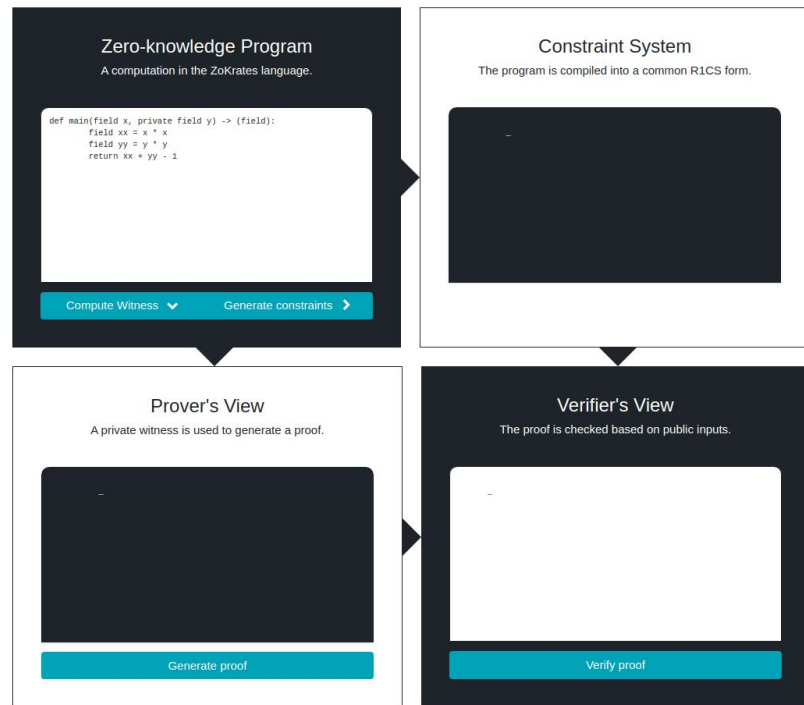 Zero-knowledge Program
A computation in the ZoKrates language.
def main(field x, private field y) -> (field):
field xx = x * x
field yy = y * y
return xx + yy - 1
Compute Witness
Generate constraints
Constraint System
The program is compiled into a common R1CS form.
_
Prover's View
A private witness is used to generate a proof.
_
Generate proof
Verifier's View
The proof is checked based on public inputs.
_
Verify proof